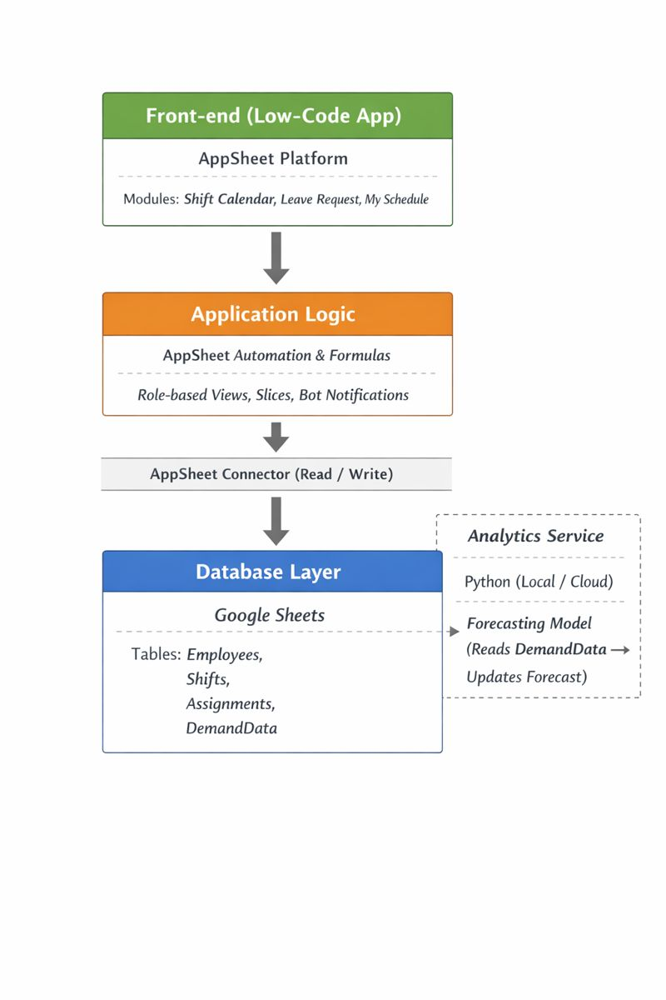 Front-end (Low-Code App)
AppSheet Platform
Modules: Shift Calendar, Leave Request, My Schedule
Application Logic
AppSheet Automation & Formulas
Role-based Views, Slices, Bot Notifications
AppSheet Connector (Read / Write)
Database Layer
Google Sheets
Tables: Employees,
Shifts,
Assignments,
DemandData
Analytics Service
Python (Local / Cloud)
Forecasting Model
(Reads DemandData →
Updates Forecast)